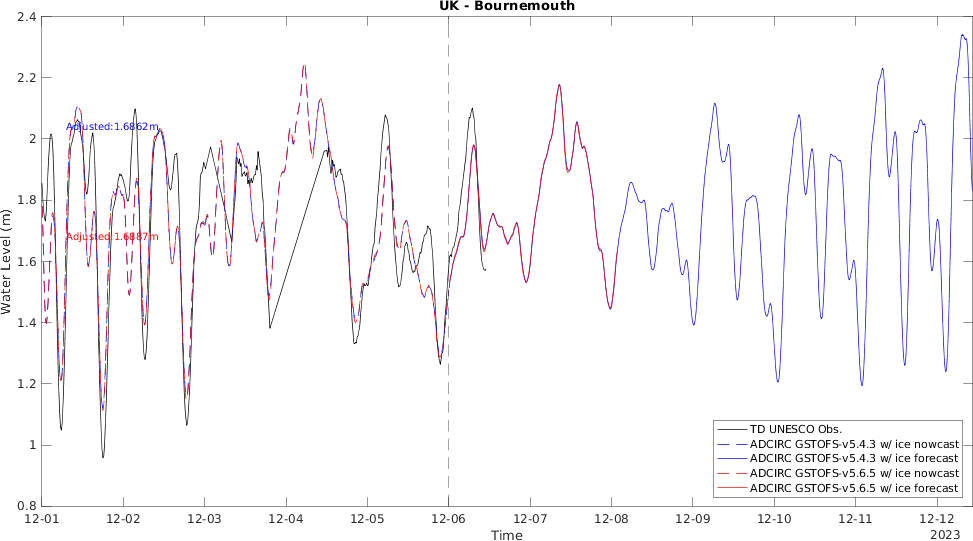 UK - Bournemouth
2.4
2.2
2
1.8
1.6
1.4
1.2
1
0.8
Water Level (m)
Adjusted:1.6862m
Adjusted:1.6887m
TD UNESCO Obs.
ADCIRC GSTOFS-v5.4.3 w/ ice nowcast
ADCIRC GSTOFS-v5.4.3 w/ ice forecast
ADCIRC GSTOFS-v5.6.5 w/ ice nowcast
ADCIRC GSTOFS-v5.6.5 w/ ice forecast
12-01 12-02 12-03 12-04 12-05 12-06 12-07 12-08 12-09 12-10 12-11 12-12
Time
2023